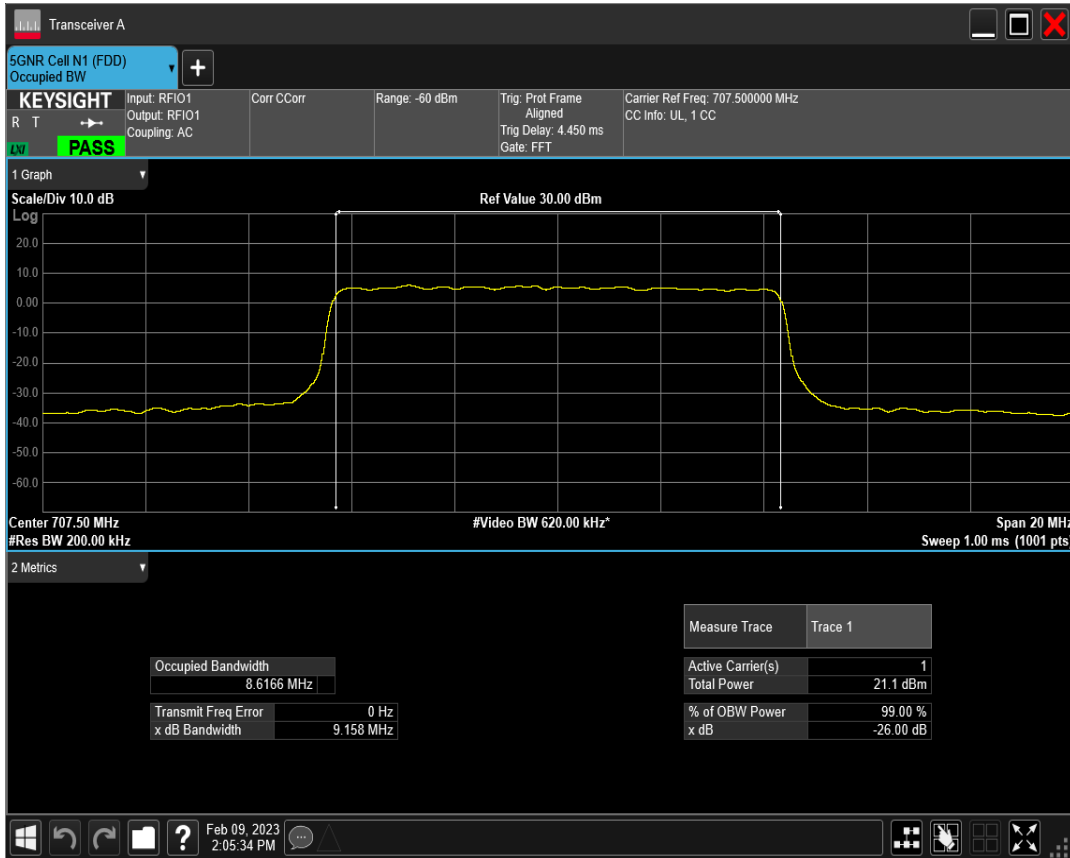 Transceiver A
5GNR Cell N1 (FDD)
Occupied BW
+
KEYSIGHT
R T
LXI
PASS
Input: RFIO1
Output: RFIO1
Coupling: AC
Corr CCorr
Range: -60 dBm
Trig: Prot Frame
Aligned
Trig Delay: 4.450 ms
Gate: FFT
Carrier Ref Freq: 707.500000 MHz
CC Info: UL, 1 CC
1 Graph
Scale/Div 10.0 dB
Ref Value 30.00 dBm
Log
20.0
10.0
0.00
-10.0
-20.0
-30.0
-40.0
-50.0
-60.0
Center 707.50 MHz
#Video BW 620.00 kHz*
Span 20 MHz
#Res BW 200.00 kHz
Sweep 1.00 ms (1001 pts)
2 Metrics
Measure Trace Trace 1
Occupied Bandwidth
8.6166 MHz
Active Carrier(s) 1
Total Power 21.1 dBm
Transmit Freq Error 0 Hz
x dB Bandwidth 9.158 MHz
% of OBW Power 99.00 %
x dB -26.00 dB
?
Feb 09, 2023
2:05:34 PM